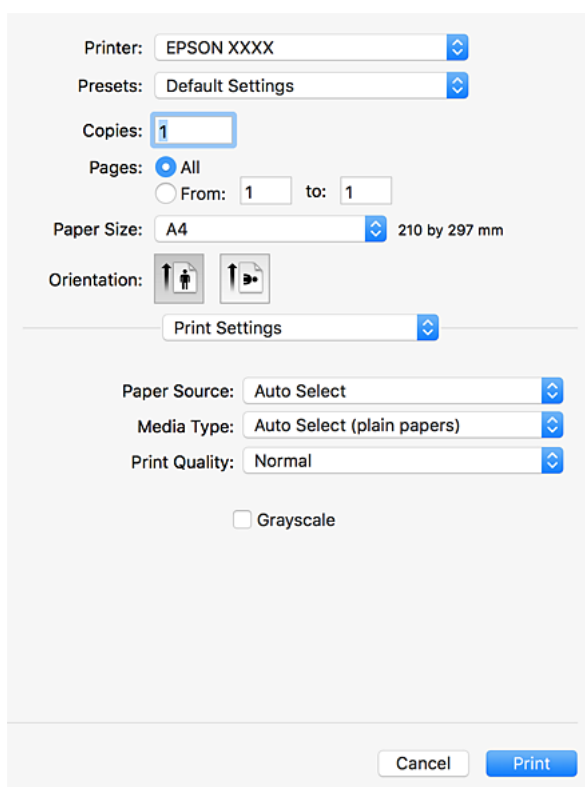 Printer: EPSON XXXX
Presets: Default Settings
Copies: 1
Pages: All
From: 1 to: 1
Paper Size: A4 210 by 297 mm
Orientation:
Print Settings
Paper Source: Auto Select
Media Type: Auto Select (plain papers)
Print Quality: Normal
Grayscale
Cancel Print